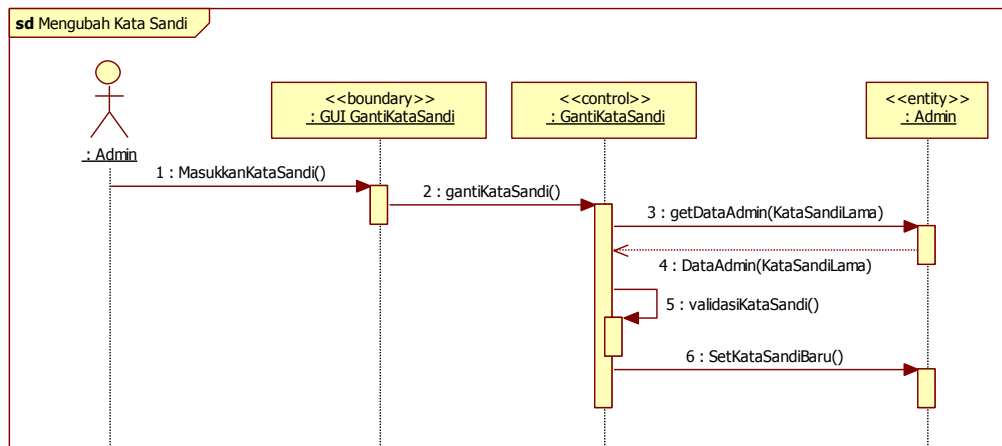 sd Mengubah Kata Sandi
: Admin
<<boundary>>
: GUI GantiKataSandi
<<control>>
: GantiKataSandi
<<entity>>
: Admin
1 : MasukkanKataSandi()
2 : gantiKataSandi()
3 : getDataAdmin(KataSandiLama)
4 : DataAdmin(KataSandiLama)
5 : validasiKataSandi()
6 : SetKataSandiBaru()